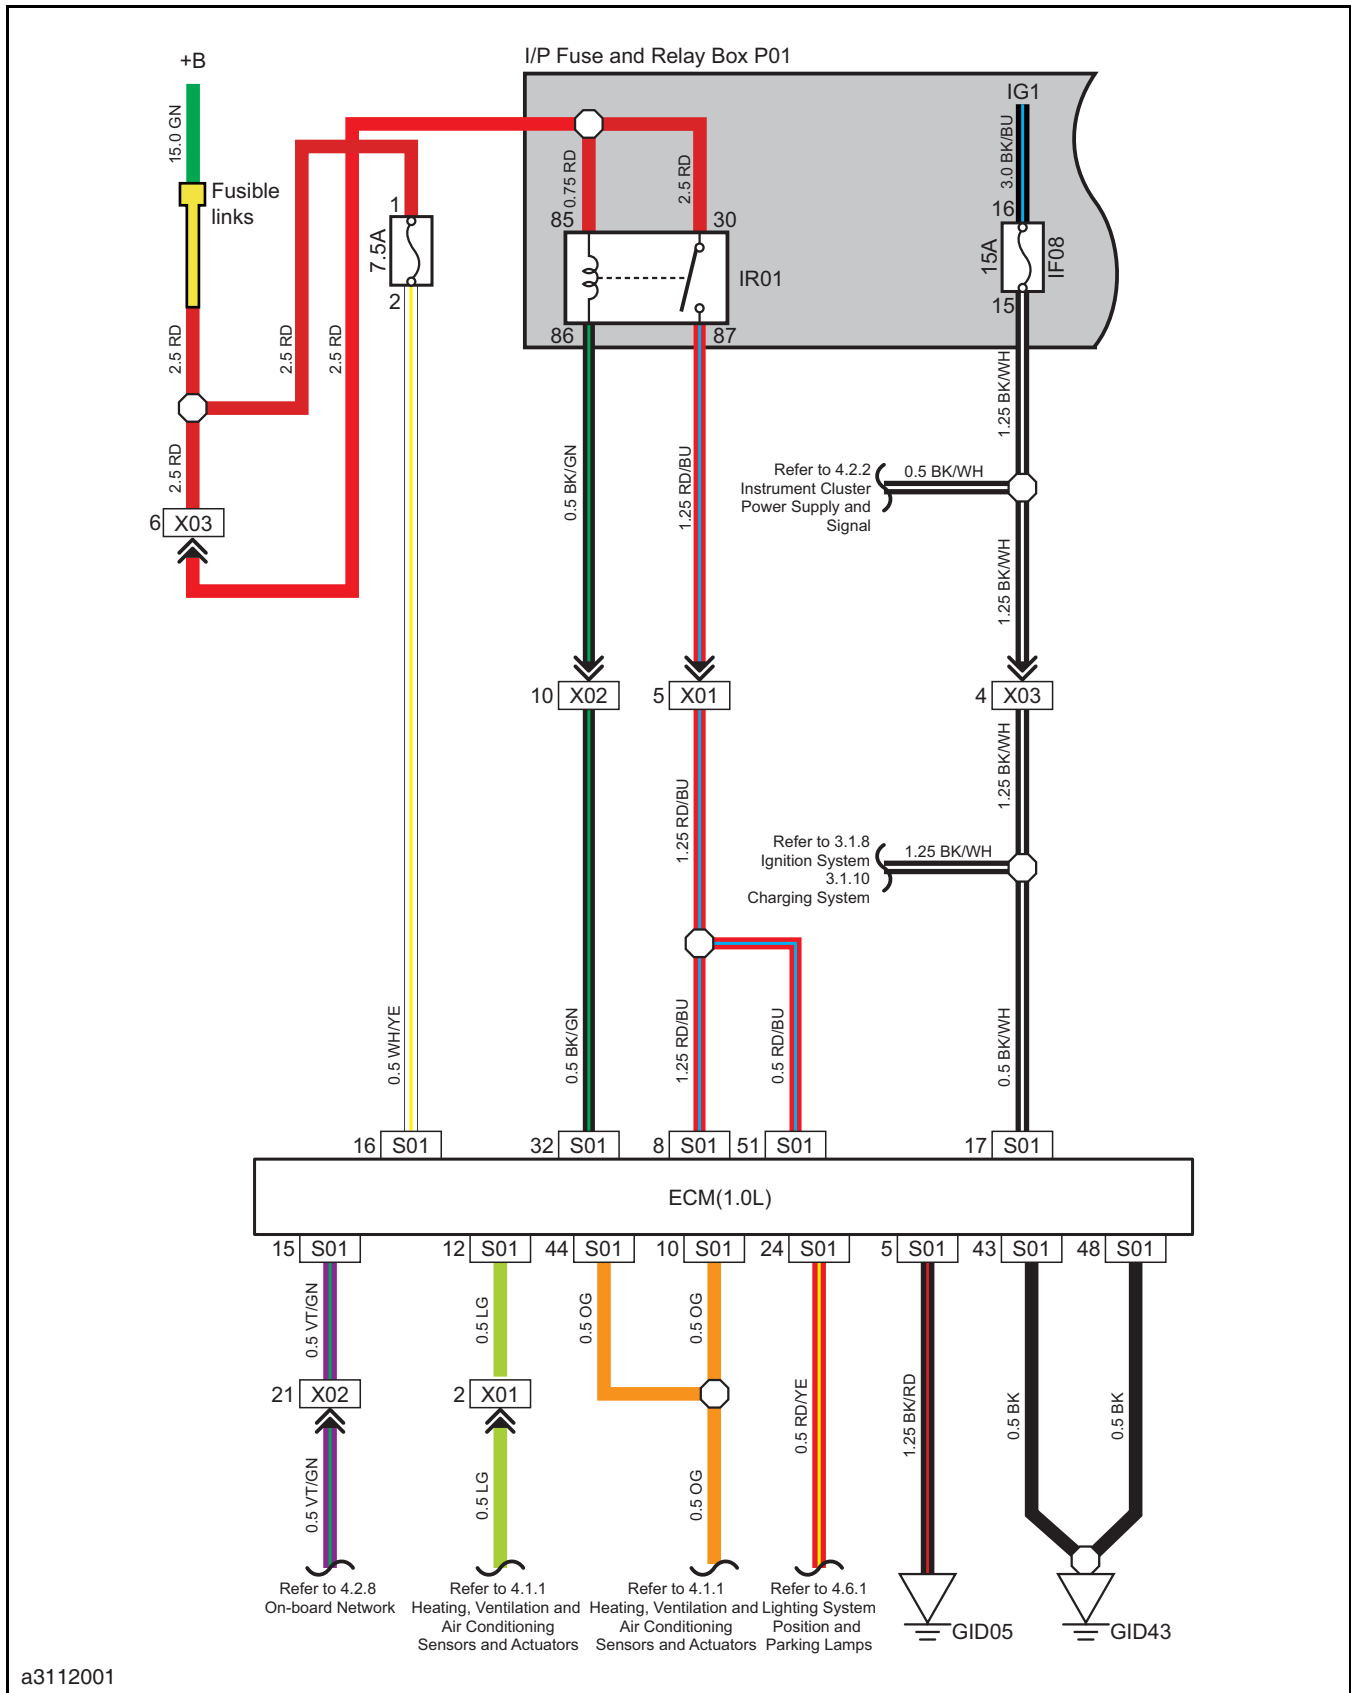 I/P Fuse and Relay Box P01
+B
IG1
15.0 GN
3.0 BK/BU
0.75 RD
2.5 RD
Fusible
links
1
7.5A
2
85
30
IR01
86
87
16
15A
IF08
15
2.5 RD
2.5 RD
2.5 RD
2.5 RD
1.25 BK/WH
0.5 BK/GN
1.25 RD/BU
Refer to 4.2.2
Instrument Cluster
Power Supply and
Signal
0.5 BK/WH
6 X03
1.25 BK/WH
10 X02
5 X01
4 X03
1.25 BK/WH
1.25 RD/BU
Refer to 3.1.8
Ignition System
3.1.10
Charging System
1.25 BK/WH
0.5 WH/YE
0.5 BK/GN
1.25 RD/BU
0.5 RD/BU
0.5 BK/WH
16 S01
32 S01
8 S01
51 S01
17 S01
ECM(1.0L)
15 S01
12 S01
44 S01
10 S01
24 S01
5 S01
43 S01
48 S01
0.5 VT/GN
0.5 LG
0.5 OG
0.5 OG
0.5 RD/YE
1.25 BK/RD
0.5 BK
0.5 BK
21 X02
2 X01
0.5 VT/GN
0.5 LG
0.5 OG
Refer to 4.2.8
On-board Network
Refer to 4.1.1
Heating, Ventilation and
Air Conditioning
Sensors and Actuators
Refer to 4.1.1
Heating, Ventilation and
Air Conditioning
Sensors and Actuators
Refer to 4.6.1
Lighting System
Position and
Parking Lamps
GID05
GID43
a3112001